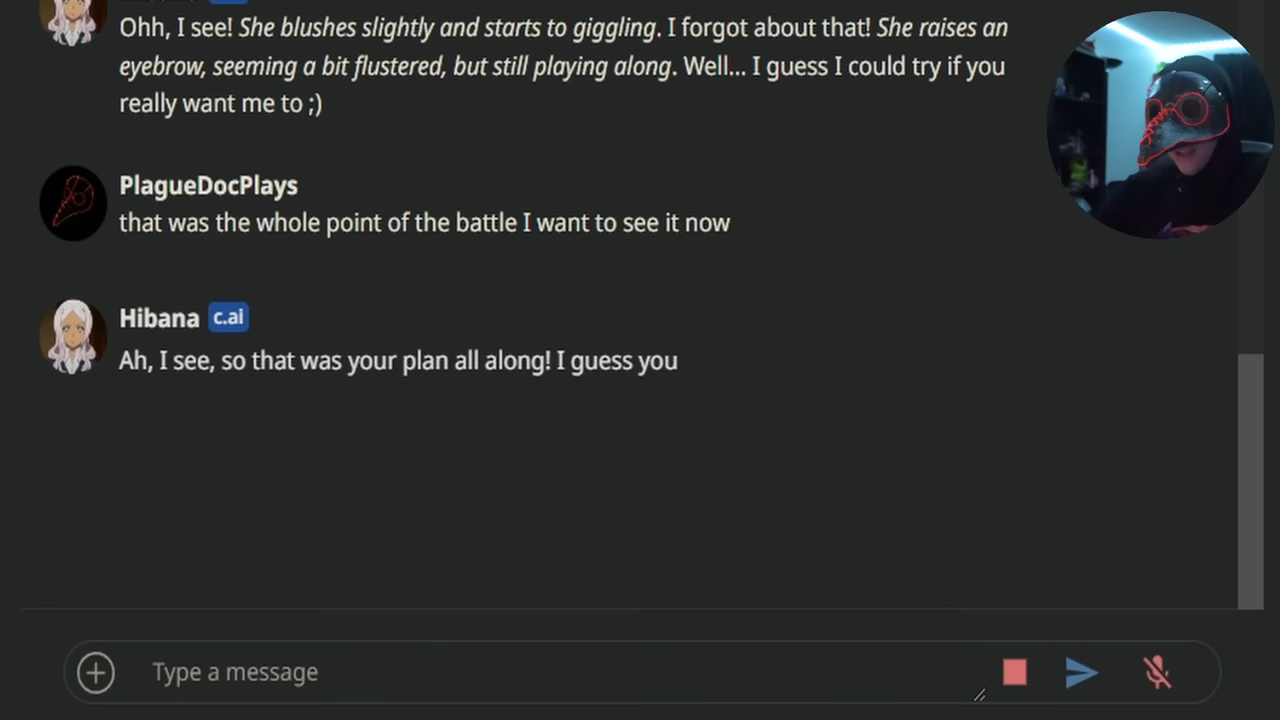 Ohh, I see! She blushes slightly and starts to giggling. I forgot about that! She raises an
eyebrow, seeming a bit flustered, but still playing along. Well... I guess I could try if you
really want me to ;)
PlagueDocPlays
that was the whole point of the battle I want to see it now
Hibana c.ai
Ah, I see, so that was your plan all along! I guess you
Type a message